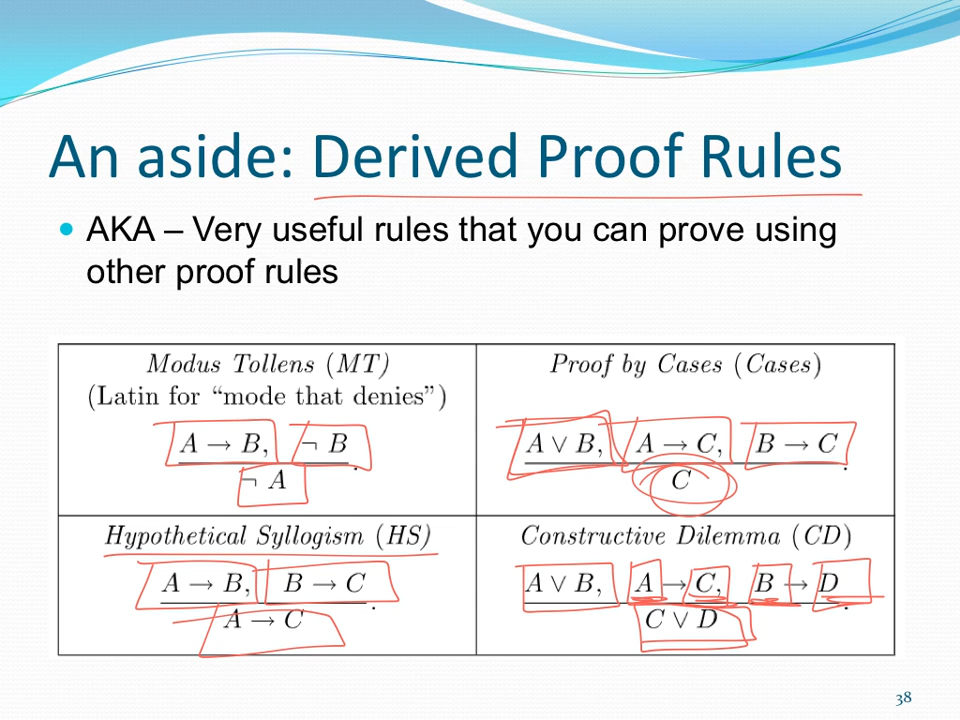 An aside: Derived Proof Rules
AKA – Very useful rules that you can prove using
other proof rules
Modus Tollens (MT)
(Latin for “mode that denies”)
A → B, ¬ B
¬ A
.
Proof by Cases (Cases)
A ∨ B, A → C, B → C
C
.
Hypothetical Syllogism (HS)
A → B, B → C
A → C
.
Constructive Dilemma (CD)
A ∨ B, A → C, B → D
C ∨ D
.
38